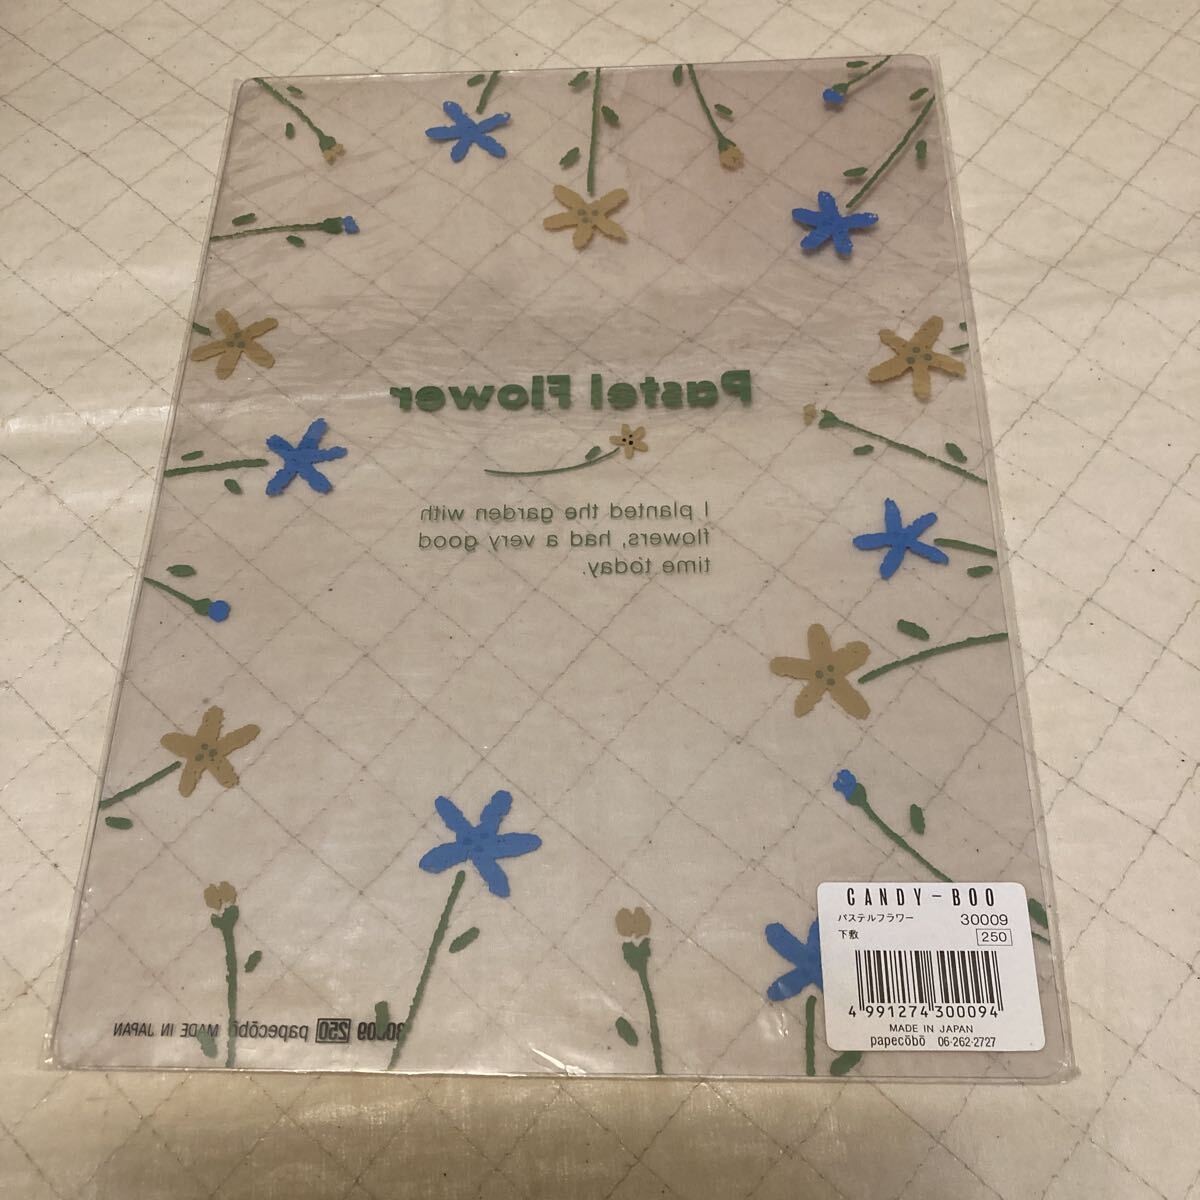 Pastel Flower
I planted the garden with
flowers, had a very good
time today.
CANDY-BOO
パステルフラワー 30009
下敷 250
4 991274 300094
MADE IN JAPAN
papecōbō 06-262-2727
30009 250 papecōbō MADE IN JAPAN